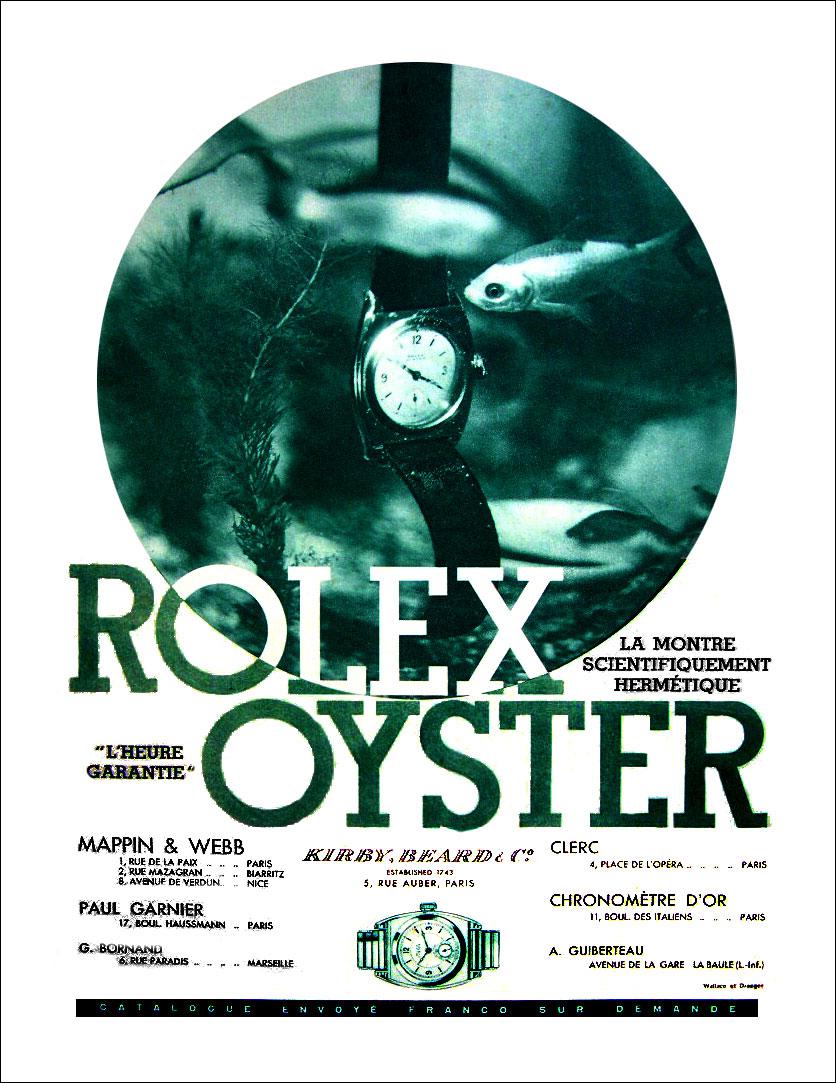 ROLEX
LA MONTRE
SCIENTIFIQUEMENT
HERMÉTIQUE
OYSTER
"L'HEURE
GARANTIE"
MAPPIN & WEBB
1, RUE DE LA PAIX .. .. .. PARIS
2, RUE MAZAGRAN .. .. .. BIARRITZ
8, AVENUE DE VERDUN.. .. NICE
PAUL GARNIER
17, BOUL. HAUSSMANN .. PARIS
G. BORNAND
6, RUE PARADIS .. .. .. .. MARSEILLE
KIRBY, BEARD & Cº
ESTABLISHED 1743
5, RUE AUBER, PARIS
CLERC
4, PLACE DE L'OPÉRA .. .. .. .. PARIS
CHRONOMÈTRE D'OR
11, BOUL. DES ITALIENS .. .. .. PARIS
A. GUIBERTEAU
AVENUE DE LA GARE LA BAULE (L.-Inf.)
Wallace et Draeger
CATALOGUE ENVOYÉ FRANCO SUR DEMANDE